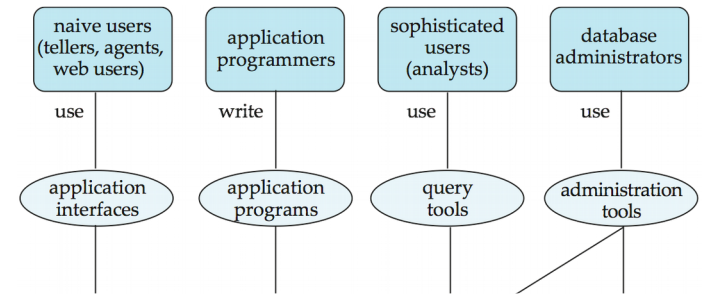 naive users
(tellers, agents,
web users)
application
programmers
sophisticated
users
(analysts)
database
administrators
use
write
use
use
application
interfaces
application
programs
query
tools
administration
tools